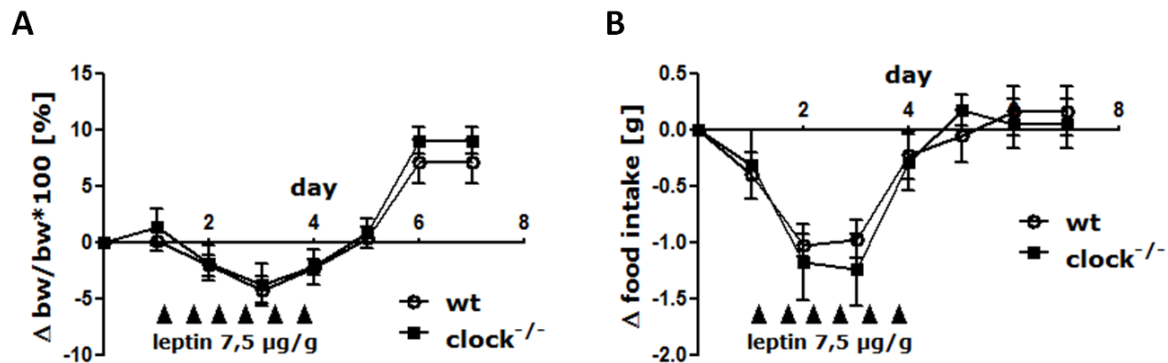 A
B
Δ bw/bw*100 [%]
15
10
5
0
-5
-10
day
2
4
6
8
wt
clock-/-
leptin 7,5 µg/g
Δ food intake [g]
0.5
0.0
-0.5
-1.0
-1.5
-2.0
day
2
4
6
8
wt
clock-/-
leptin 7,5 µg/g